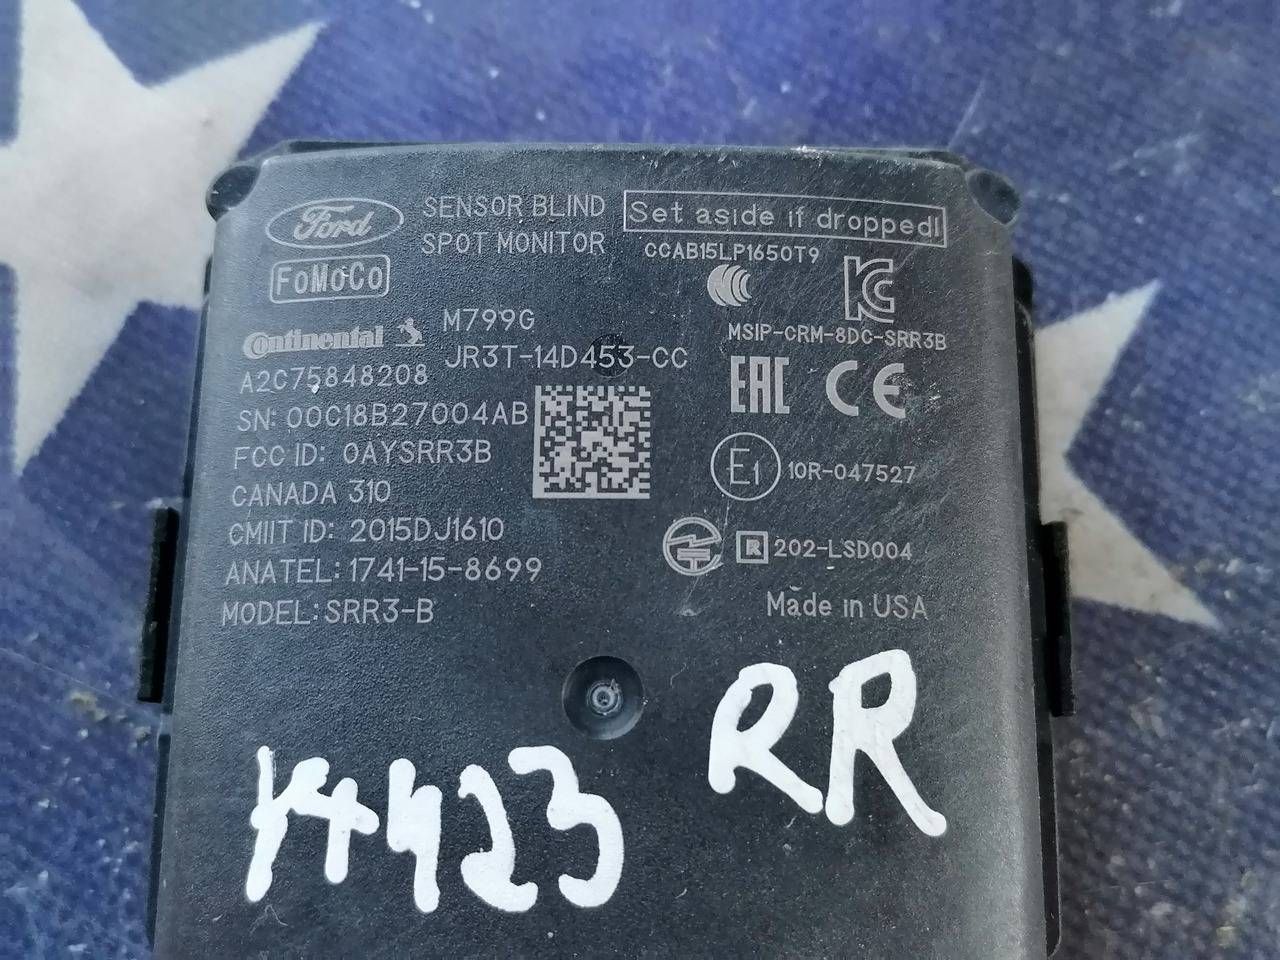 Ford
SENSOR BLIND
SPOT MONITOR
Set aside if dropped!
CCAB15LP1650T9
FoMoCo
Continental
M799G
JR3T-14D453-CC
MSIP-CRM-8DC-SRR3B
A2C75848208
SN: 00C18B27004AB
EAC CE
FCC ID: OAYSRR3B
E1 10R-047527
CANADA 310
CMIIT ID: 2015DJ1610
R 202-LSD004
ANATEL: 1741-15-8699
MODEL: SRR3-B
Made in USA
RR
423